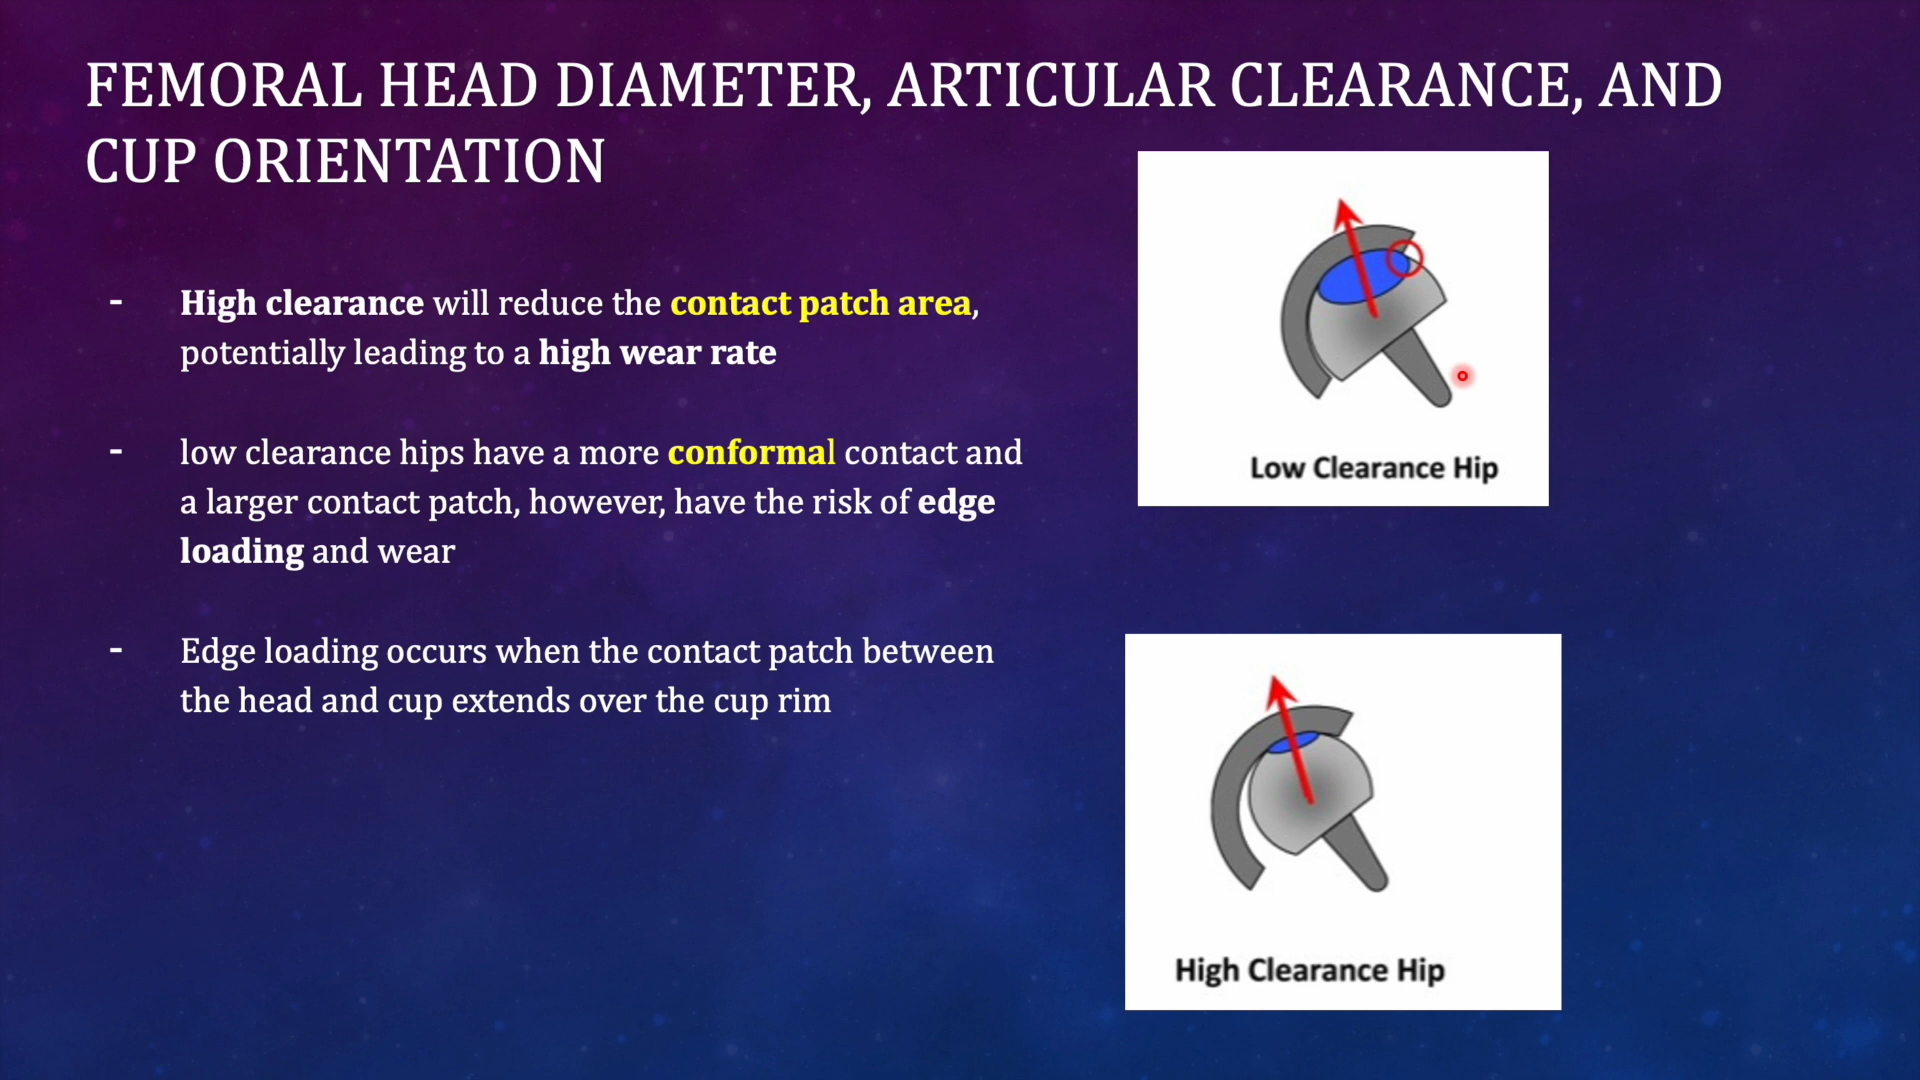 FEMORAL HEAD DIAMETER, ARTICULAR CLEARANCE, AND
CUP ORIENTATION
- High clearance will reduce the contact patch area,
potentially leading to a high wear rate
- low clearance hips have a more conformal contact and
a larger contact patch, however, have the risk of edge
loading and wear
- Edge loading occurs when the contact patch between
the head and cup extends over the cup rim
Low Clearance Hip
High Clearance Hip